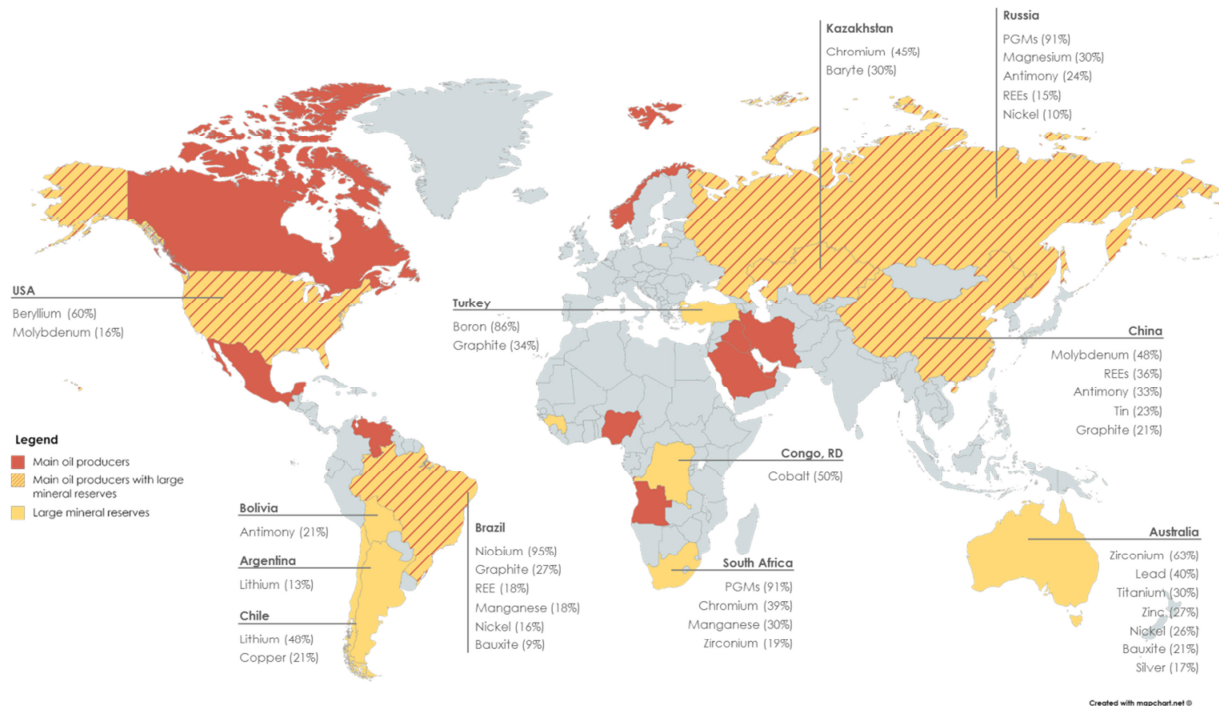 Kazakhstan
Chromium (45%)
Baryte (30%)
Russia
PGMs (91%)
Magnesium (30%)
Antimony (24%)
REEs (15%)
Nickel (10%)
USA
Beryllium (60%)
Molybdenum (16%)
Turkey
Boron (86%)
Graphite (34%)
China
Molybdenum (48%)
REEs (36%)
Antimony (33%)
Tin (23%)
Graphite (21%)
Legend
Main oil producers
Main oil producers with large
mineral reserves
Large mineral reserves
Congo, RD
Cobalt (50%)
Bolivia
Antimony (21%)
Argentina
Lithium (13%)
Chile
Lithium (48%)
Copper (21%)
Brazil
Niobium (95%)
Graphite (27%)
REE (18%)
Manganese (18%)
Nickel (16%)
Bauxite (9%)
South Africa
PGMs (91%)
Chromium (39%)
Manganese (30%)
Zirconium (19%)
Australia
Zirconium (63%)
Lead (40%)
Titanium (30%)
Zinc (27%)
Nickel (26%)
Bauxite (21%)
Silver (17%)
Created with mapchart.net ©